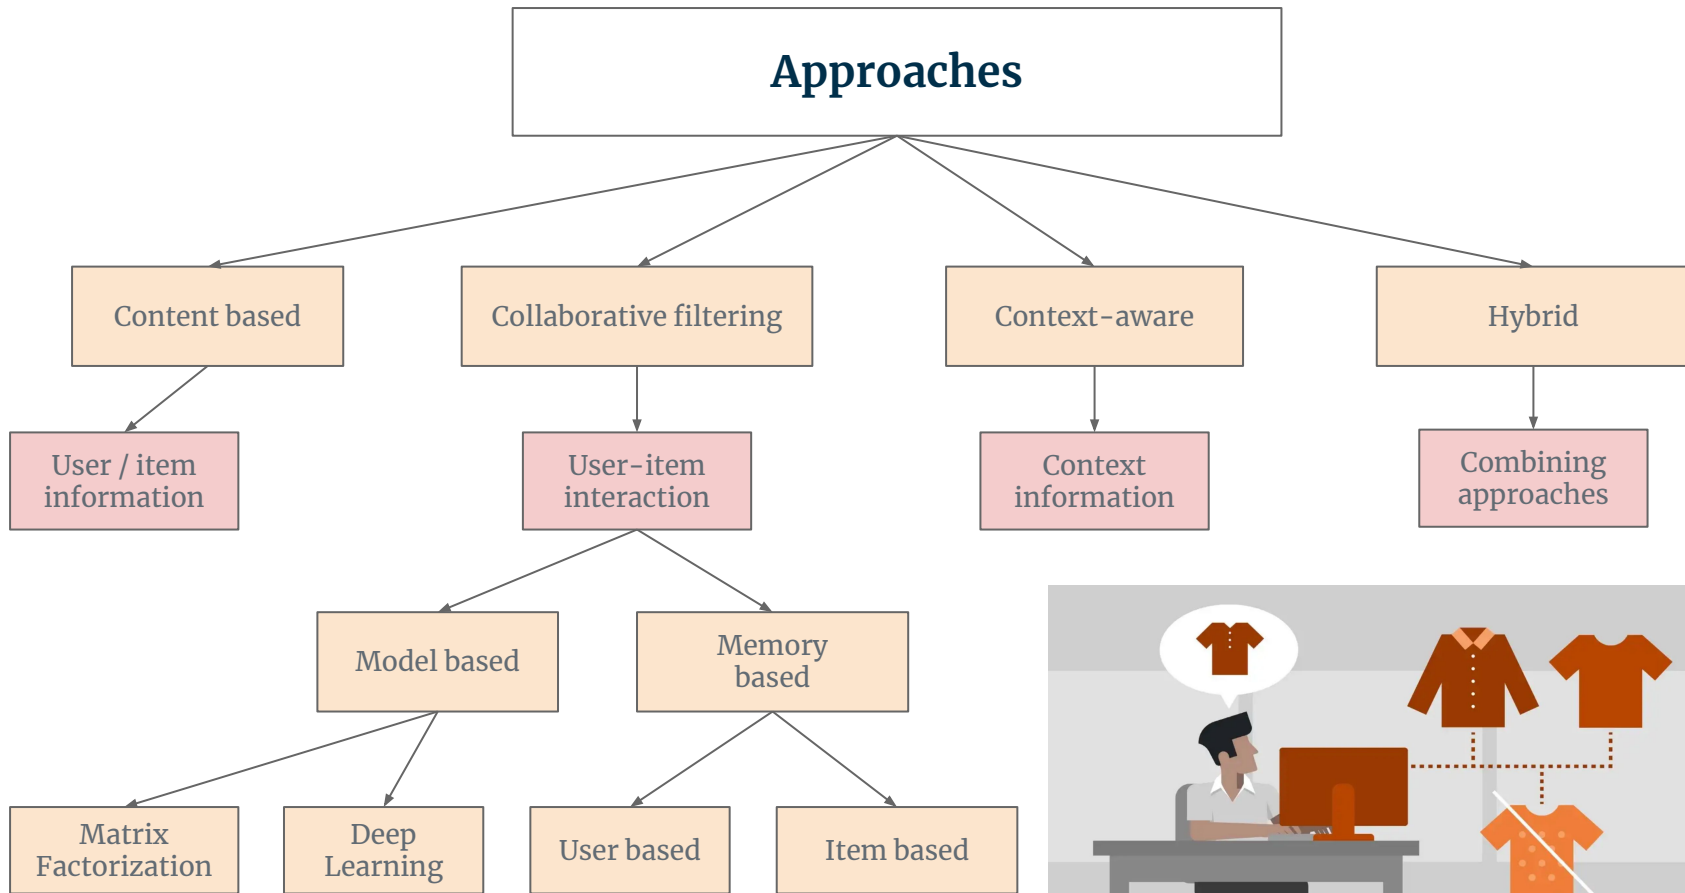 Approaches
Content based
Collaborative filtering
Context-aware
Hybrid
User / item
information
User-item
interaction
Context
information
Combining
approaches
Model based
Memory
based
Matrix
Factorization
Deep
Learning
User based
Item based